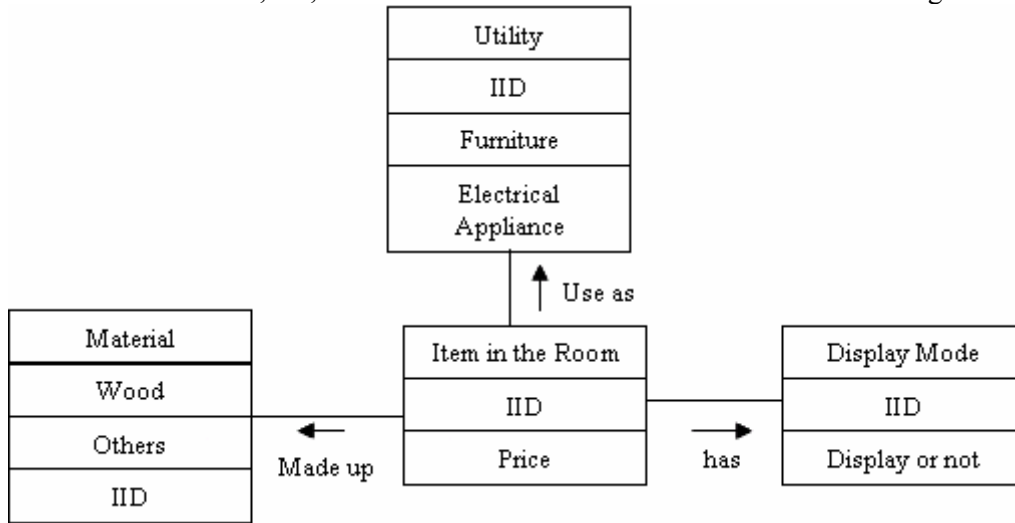 Utility
IID
Furniture
Electrical
Appliance
Use as
Material
Wood
Others
IID
Made up
Item in the Room
IID
Price
has
Display Mode
IID
Display or not